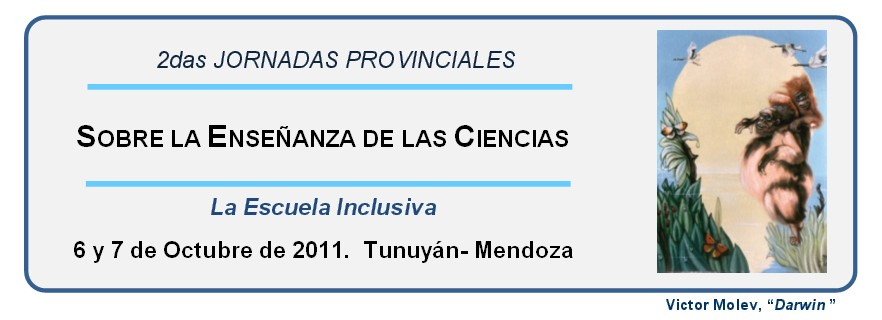 2das JORNADAS PROVINCIALES
SOBRE LA ENSEÑANZA DE LAS CIENCIAS
La Escuela Inclusiva
6 y 7 de Octubre de 2011. Tunuyán- Mendoza
Victor Molev, “Darwin ”